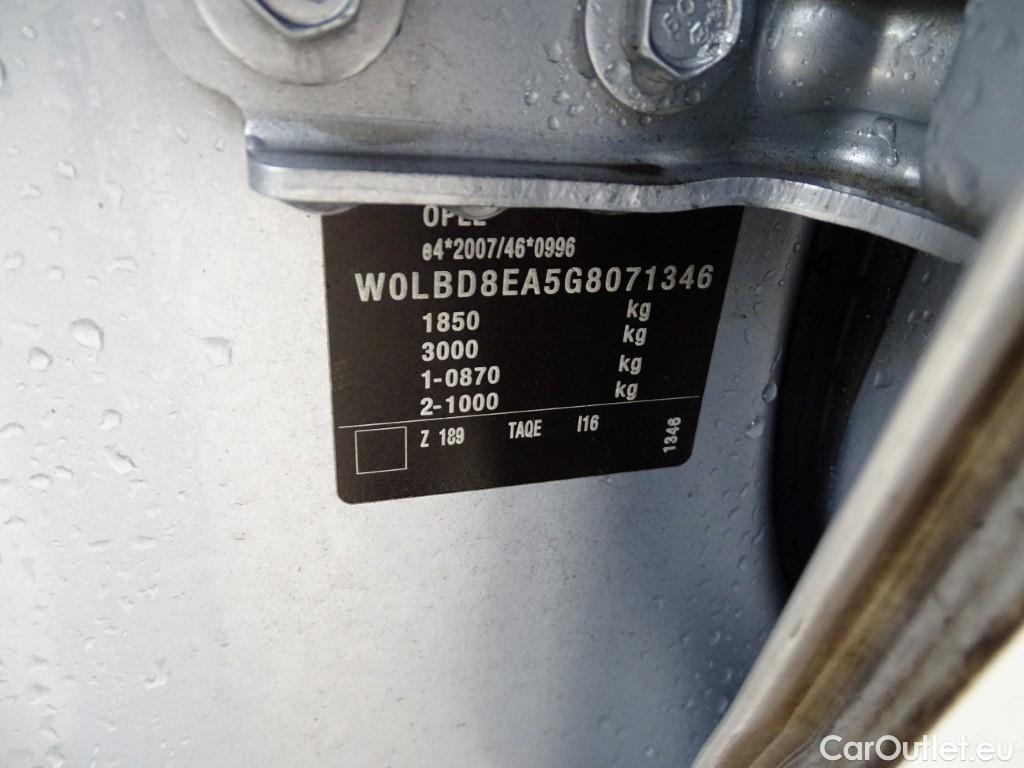 OPEL
e4*2007/46*0996
W0LBD8EA5G8071346
1850 kg
3000 kg
1-0870 kg
2-1000 kg
Z 189 TAQE I16
1346
CarOutlet.eu